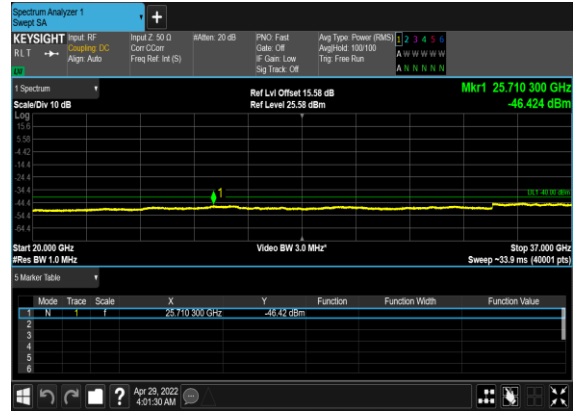 Spectrum Analyzer 1
Swept SA
+
KEYSIGHT Input: RF Input Z: 50 Ω #Atten: 20 dB PNO: Fast Avg Type: Power (RMS) 1 2 3 4 5 6
RLT Coupling: DC Corr CCorr Gate: Off Avg|Hold: 100/100 A W W W W W
Align: Auto Freq Ref: Int (S) IF Gain: Low Trig: Free Run
Sig Track: Off A N N N N N
1 Spectrum Ref Lvl Offset 15.58 dB Mkr1 25.710 300 GHz
Scale/Div 10 dB Ref Level 25.58 dBm -46.424 dBm
Log
15.6
5.58
-4.42
-14.4
-24.4
-34.4 1 DL1 -40.00 dBm
-44.4
-54.4
-64.4
Start 20.000 GHz Video BW 3.0 MHz* Stop 37.000 GHz
#Res BW 1.0 MHz Sweep ~33.9 ms (40001 pts)
5 Marker Table
Mode Trace Scale X Y Function Function Width Function Value
1 N 1 f 25.710 300 GHz -46.42 dBm
2
3
4
5
6
? Apr 29, 2022
4:01:30 AM